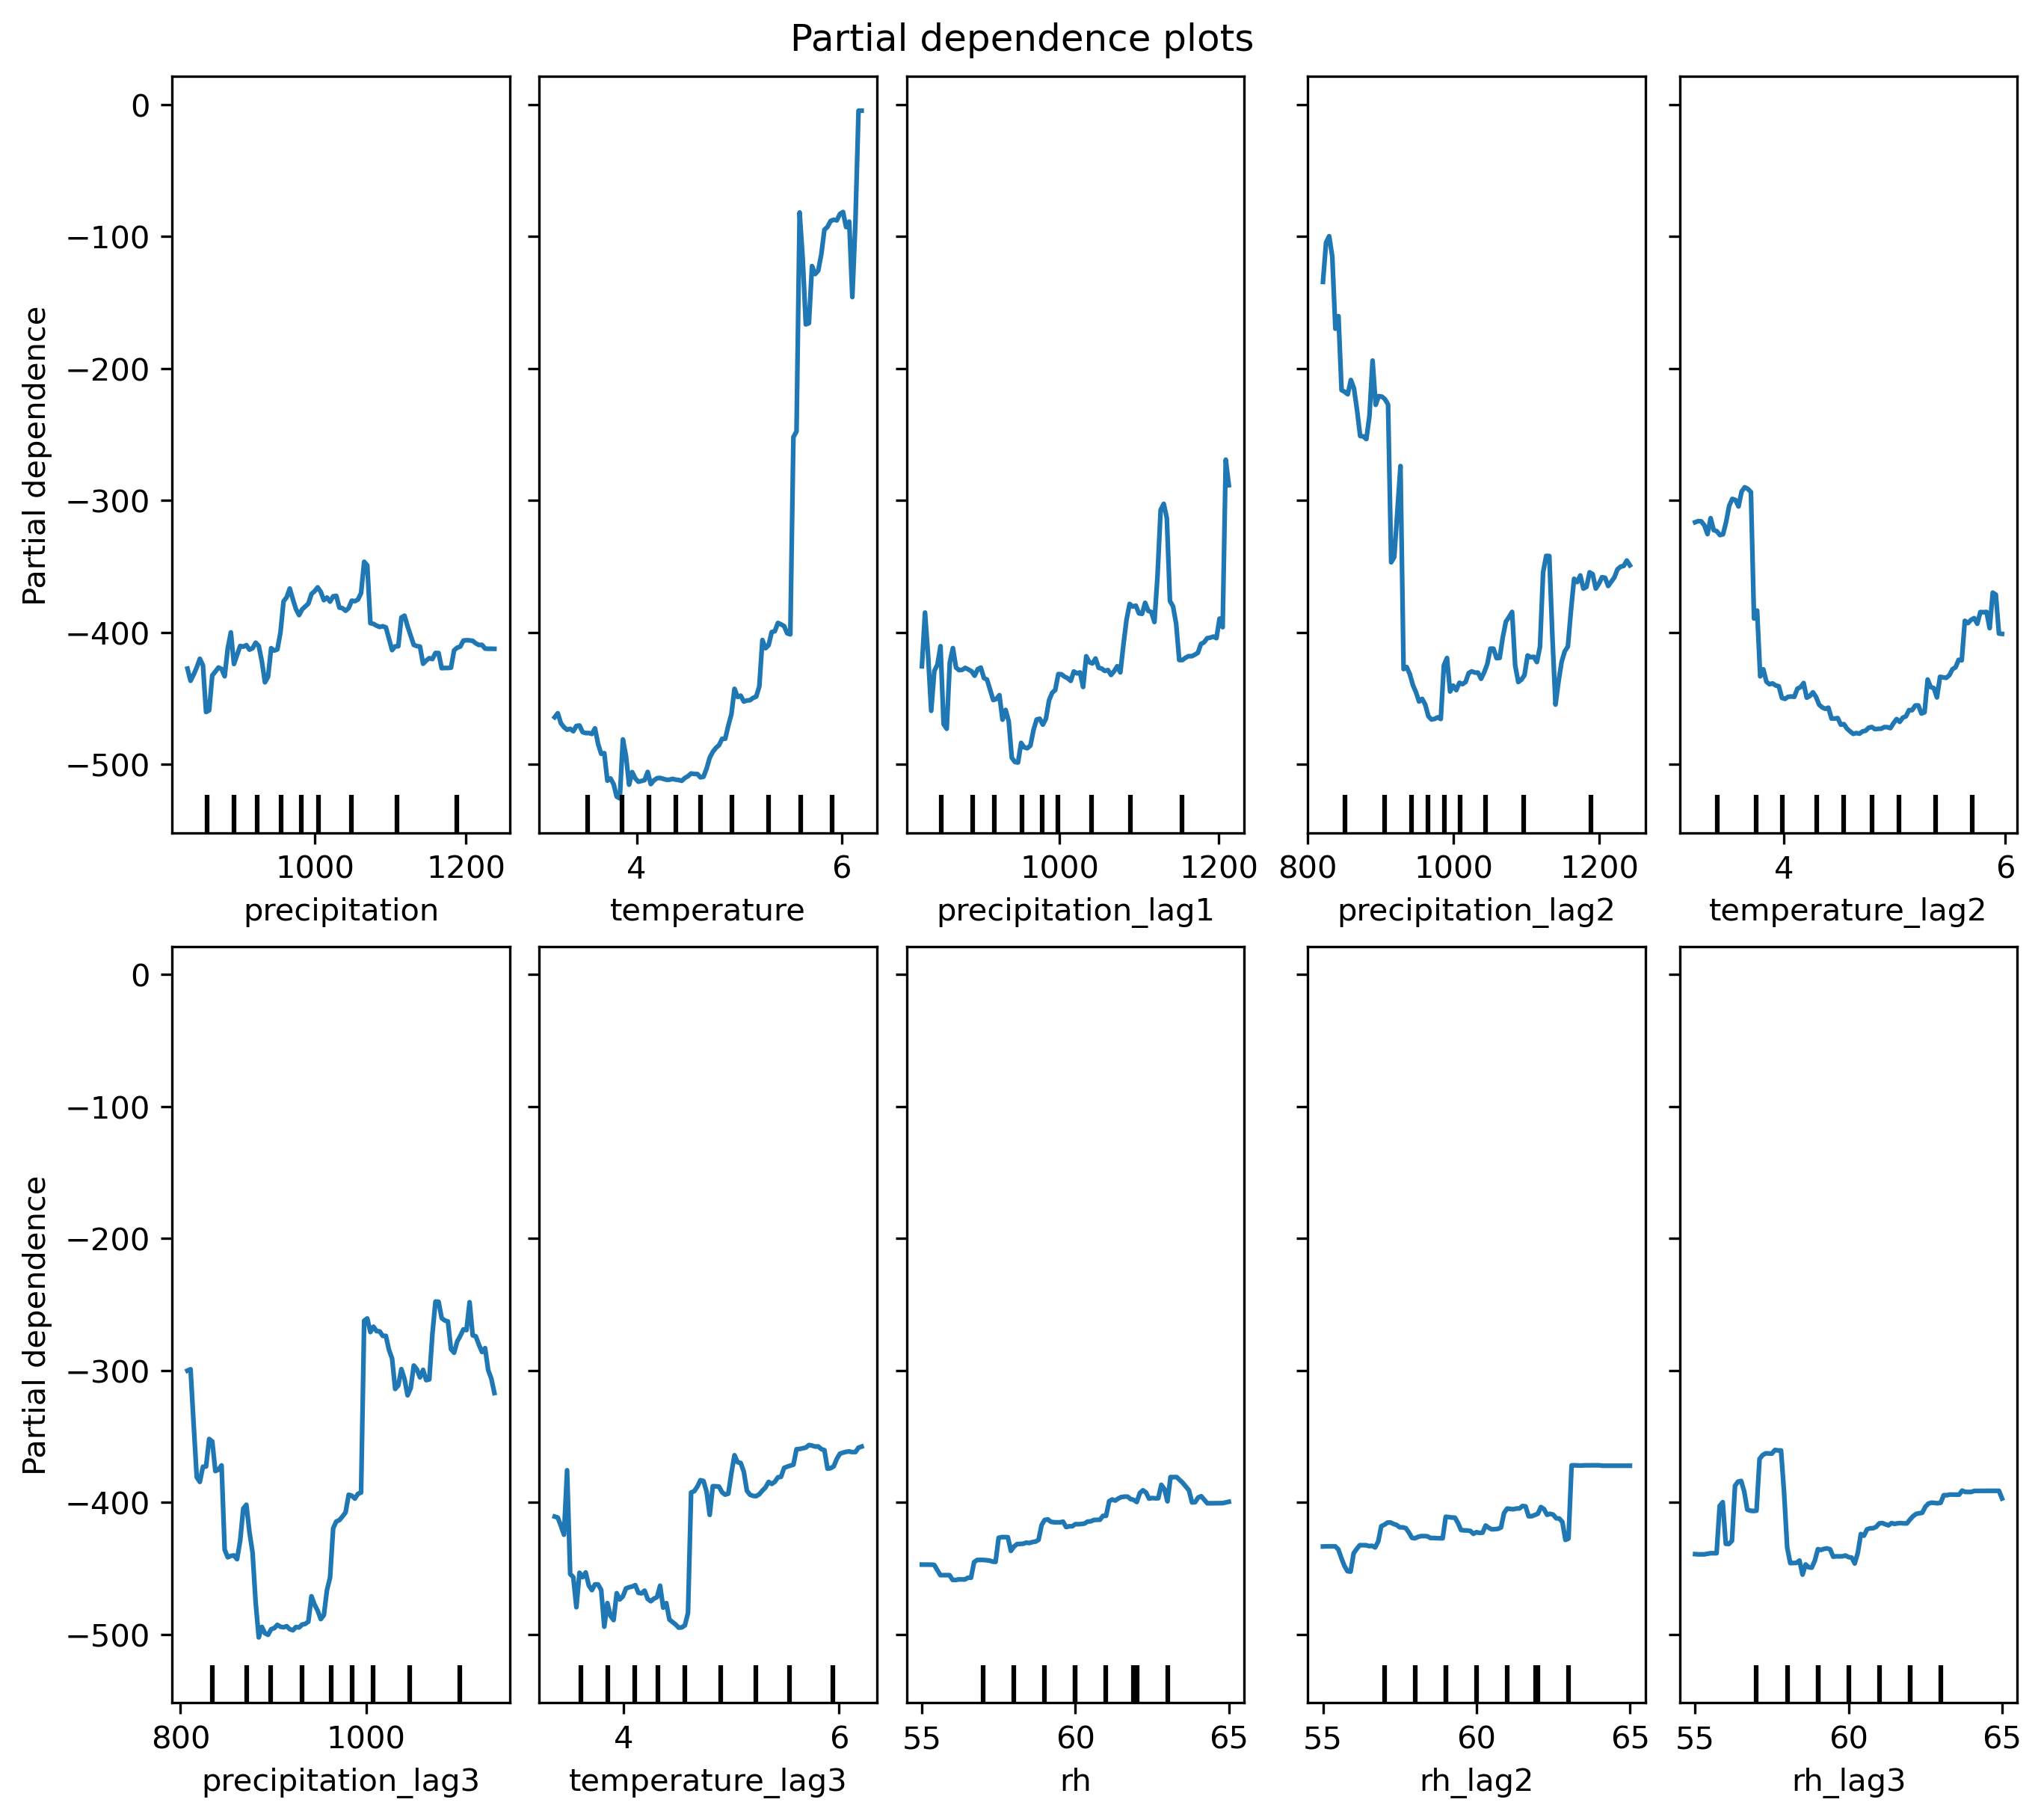 Partial dependence plots
Partial dependence
0
−100
−200
−300
−400
−500
1000 1200
precipitation
4 6
temperature
1000 1200
precipitation_lag1
800 1000 1200
precipitation_lag2
4 6
temperature_lag2
Partial dependence
0
−100
−200
−300
−400
−500
800 1000
precipitation_lag3
4 6
temperature_lag3
55 60 65
rh
55 60 65
rh_lag2
55 60 65
rh_lag3